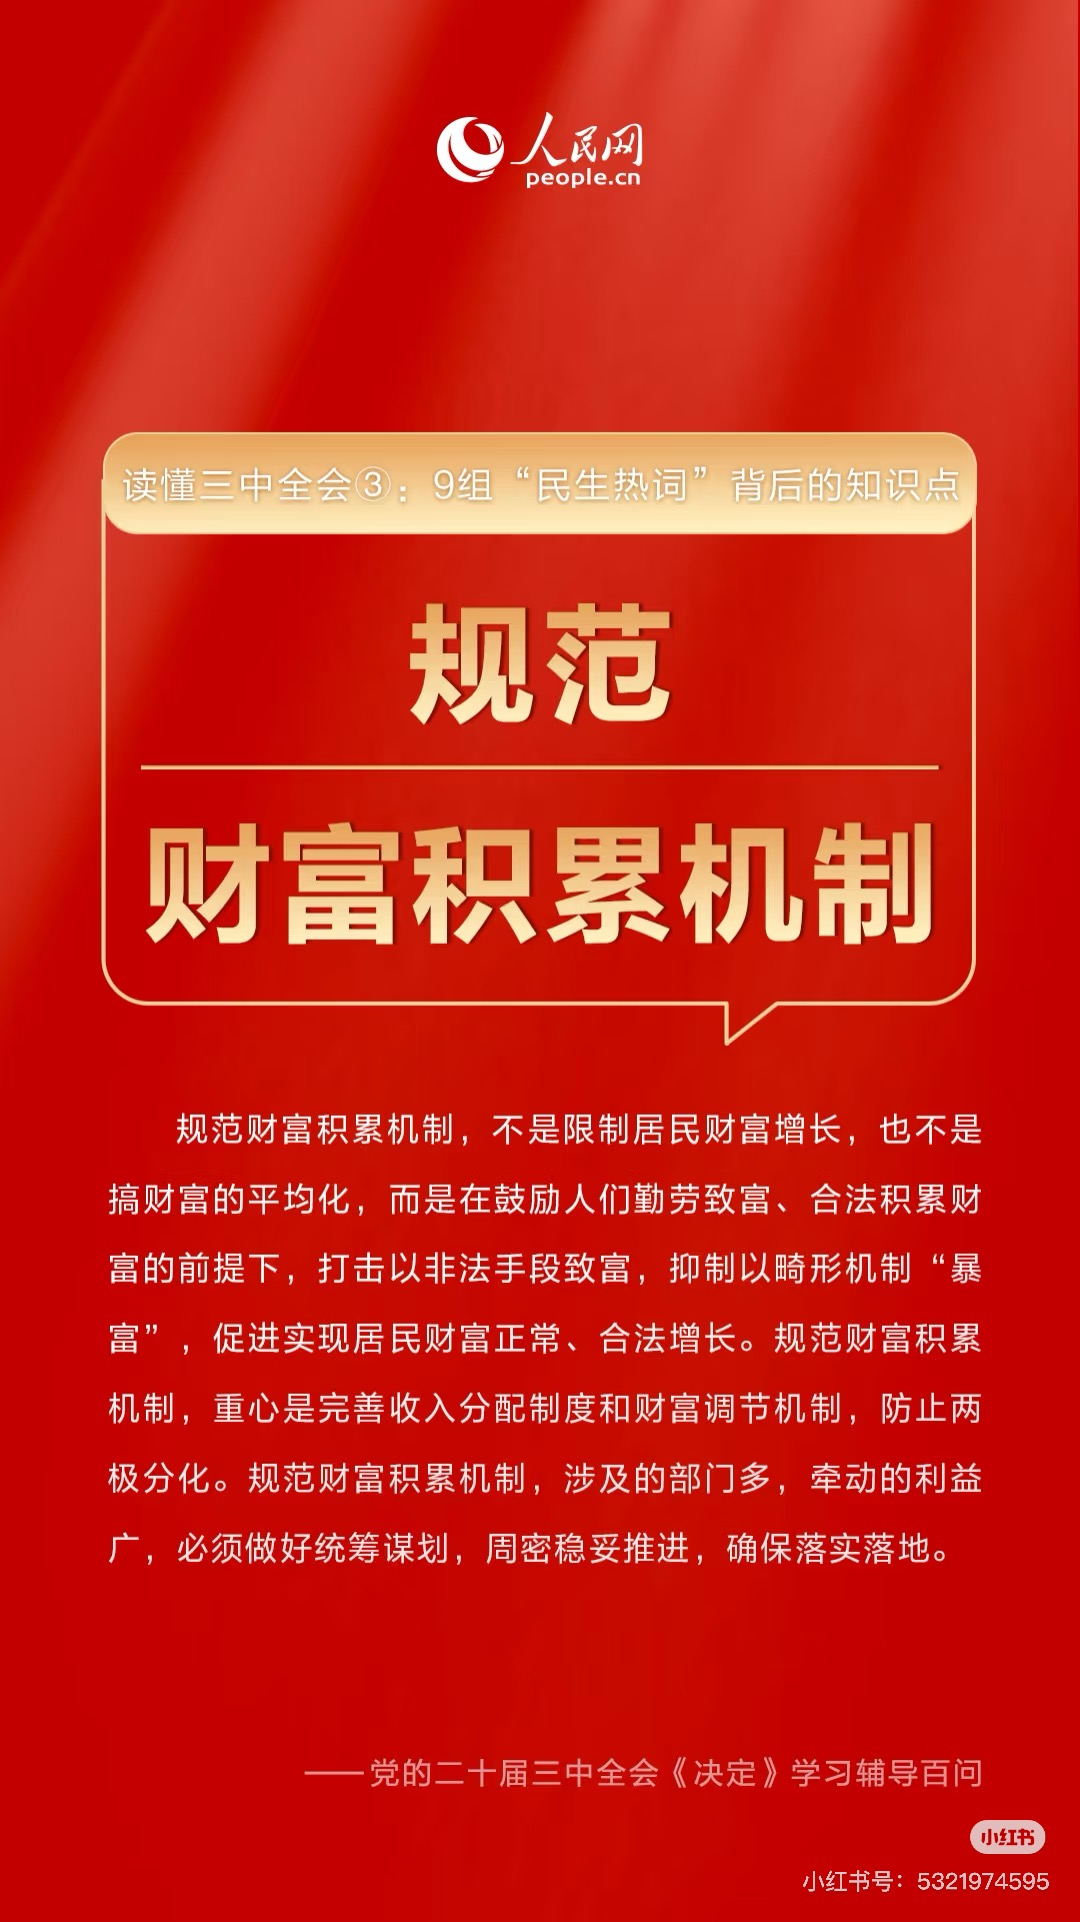 人民网
people.cn
读懂三中全会③：9组“民生热词”背后的知识点
规范
财富积累机制
规范财富积累机制，不是限制居民财富增长，也不是
搞财富的平均化，而是在鼓励人们勤劳致富、合法积累财
富的前提下，打击以非法手段致富，抑制以畸形机制“暴
富”，促进实现居民财富正常、合法增长。规范财富积累
机制，重心是完善收入分配制度和财富调节机制，防止两
极分化。规范财富积累机制，涉及的部门多，牵动的利益
广，必须做好统筹谋划，周密稳妥推进，确保落实落地。
——党的二十届三中全会《决定》学习辅导百问
小红书
小红书号：5321974595